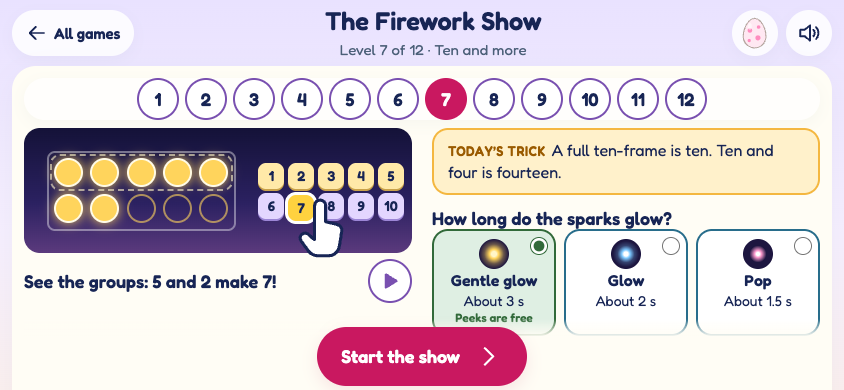 All games
The Firework Show
Level 7 of 12 · Ten and more
1 2 3 4 5 6 7 8 9 10 11 12
1 2 3 4 5
6 7 8 9 10
See the groups: 5 and 2 make 7!
TODAY'S TRICK A full ten-frame is ten. Ten and
four is fourteen.
How long do the sparks glow?
Gentle glow
About 3 s
Peeks are free
Glow
About 2 s
Pop
About 1.5 s
Start the show